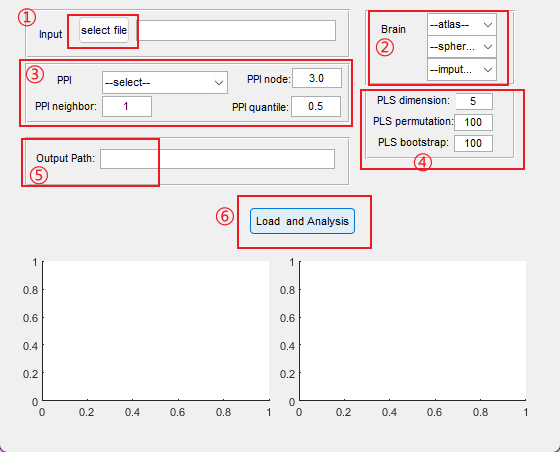 ①
Input
select file
Brain
--atlas--
②
--spher...
--imput...
③
PPI
--select--
PPI node:
3.0
PPI neighbor:
1
PPI quantile:
0.5
PLS dimension:
5
PLS permutation:
100
PLS bootstrap:
100
④
Output Path:
⑤
⑥
Load and Analysis
1
0.8
0.6
0.4
0.2
0
0 0.2 0.4 0.6 0.8 1
1
0.8
0.6
0.4
0.2
0
0 0.2 0.4 0.6 0.8 1